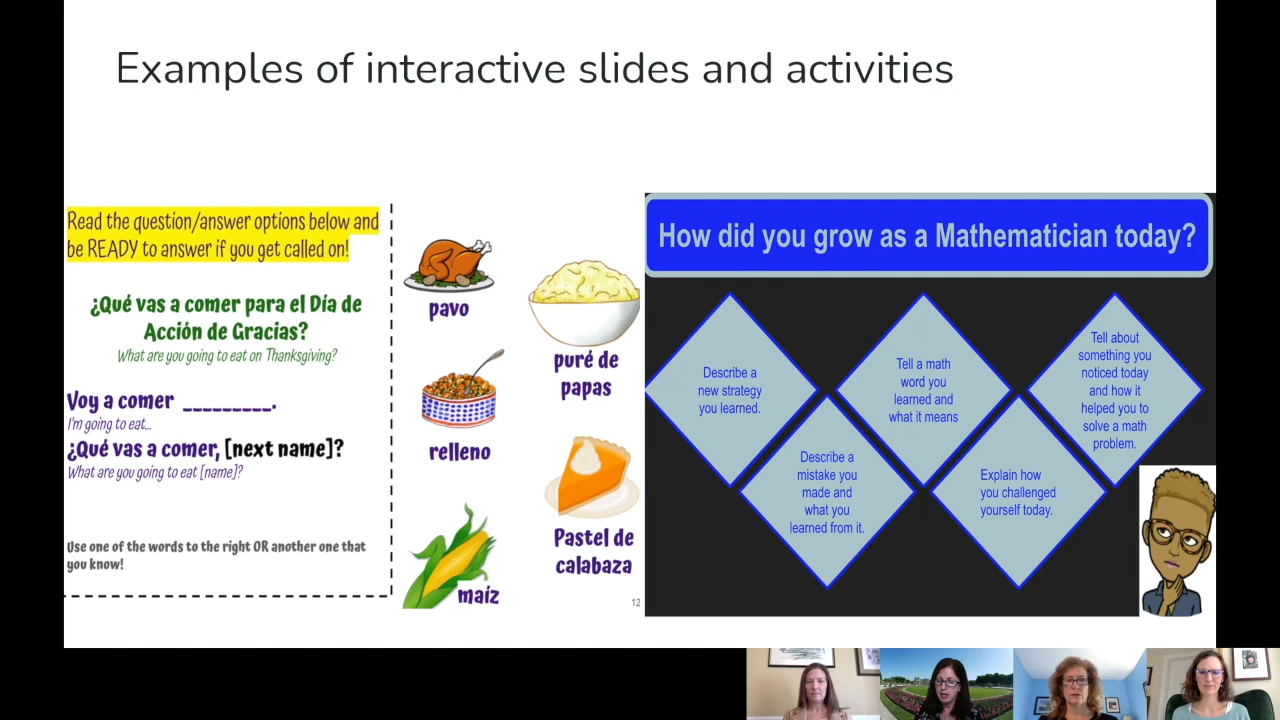 Examples of interactive slides and activities
Read the question/answer options below and
be READY to answer if you get called on!
¿Qué vas a comer para el Día de
Acción de Gracias?
What are you going to eat on Thanksgiving?
Voy a comer _________.
I'm going to eat...
¿Qué vas a comer, [next name]?
What are you going to eat [name]?
Use one of the words to the right OR another one that
you know!
pavo
puré de
papas
relleno
Pastel de
calabaza
maíz
12
How did you grow as a Mathematician today?
Describe a
new strategy
you learned.
Tell a math
word you
learned and
what it means
Tell about
something you
noticed today
and how it
helped you to
solve a math
problem.
Describe a
mistake you
made and
what you
learned from it.
Explain how
you challenged
yourself today.